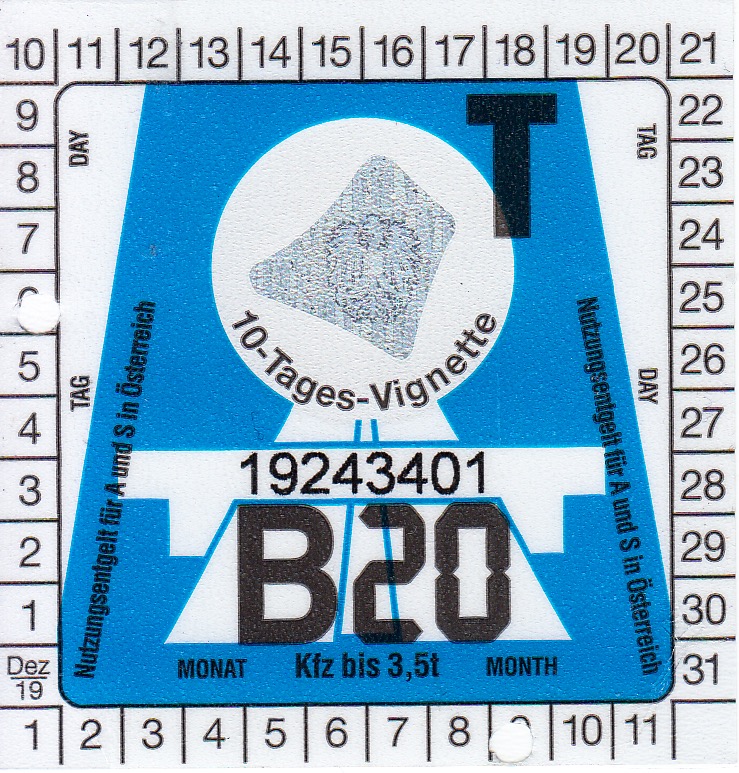 10 11 12 13 14 15 16 17 18 19 20 21
9 22
8 23
7 24
25
5 26
4 27
3 28
2 29
1 30
Dez
19
31
1 2 3 4 5 6 7 8 10 11
DAY
TAG
TAG
DAY
T
10-Tages-Vignette
Nutzungsentgelt für A und S in Österreich
Nutzungsentgelt für A und S in Österreich
19243401
B20
MONAT Kfz bis 3,5t MONTH